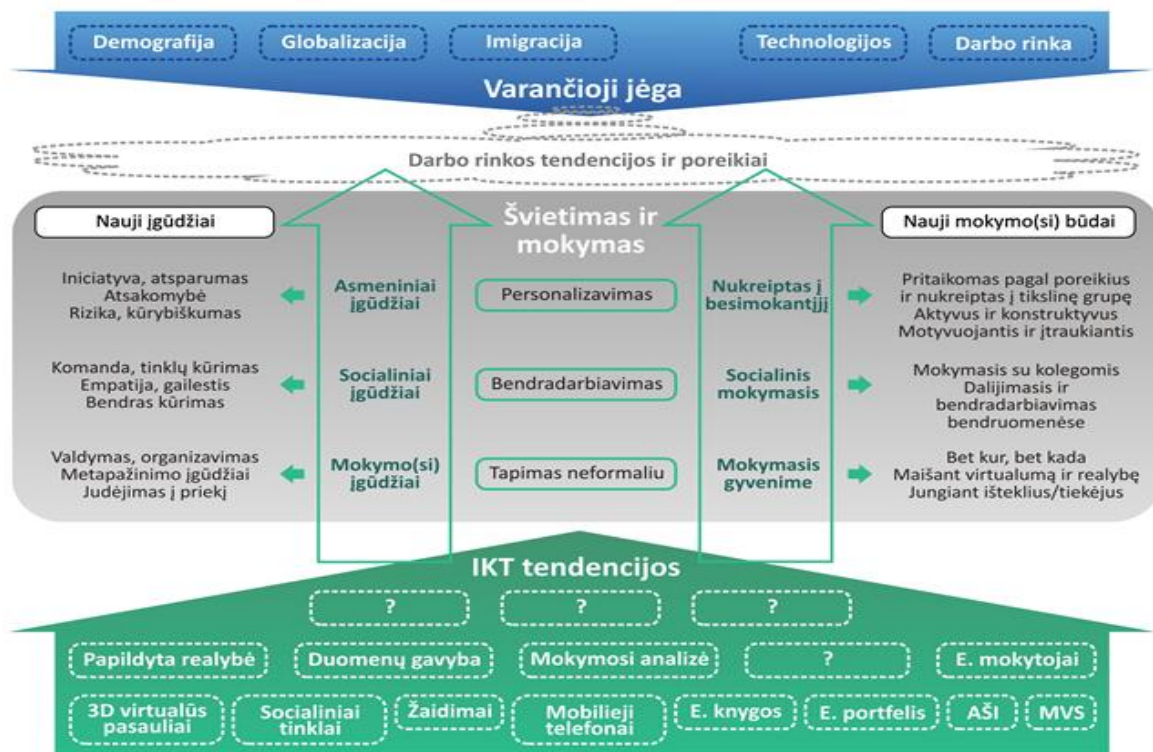 Demografija
Globalizacija
Imigracija
Technologijos
Darbo rinka
Varančioji jėga
Darbo rinkos tendencijos ir poreikiai
Nauji įgūdžiai
Švietimas ir
mokymas
Nauji mokymo(si) būdai
Iniciatyva, atsparumas
Atsakomybė
Rizika, kūrybiškumas
Asmeniniai
įgūdžiai
Personalizavimas
Nukreiptas į
besimokantįjį
Pritaikomas pagal poreikius
ir nukreiptas į tikslinę grupę
Aktyvus ir konstruktyvus
Motyvuojantis ir įtraukiantis
Komanda, tinklų kūrimas
Empatija, gailestis
Bendras kūrimas
Socialiniai
įgūdžiai
Bendradarbiavimas
Socialinis
mokymasis
Mokymasis su kolegomis
Dalijimasis ir
bendradarbiavimas
bendruomenėse
Valdymas, organizavimas
Metapažinimo įgūdžiai
Judėjimas į priekį
Mokymo(si)
įgūdžiai
Tapimas neformaliu
Mokymasis
gyvenime
Bet kur, bet kada
Maišant virtualumą ir realybę
Jungiant išteklius/tiekėjus
IKT tendencijos
?
?
?
Papildyta realybė
Duomenų gavyba
Mokymosi analizė
?
E. mokytojai
3D virtualūs
pasauliai
Socialiniai
tinklai
Žaidimai
Mobilieji
telefonai
E. knygos
E. portfelis
AŠI
MVS